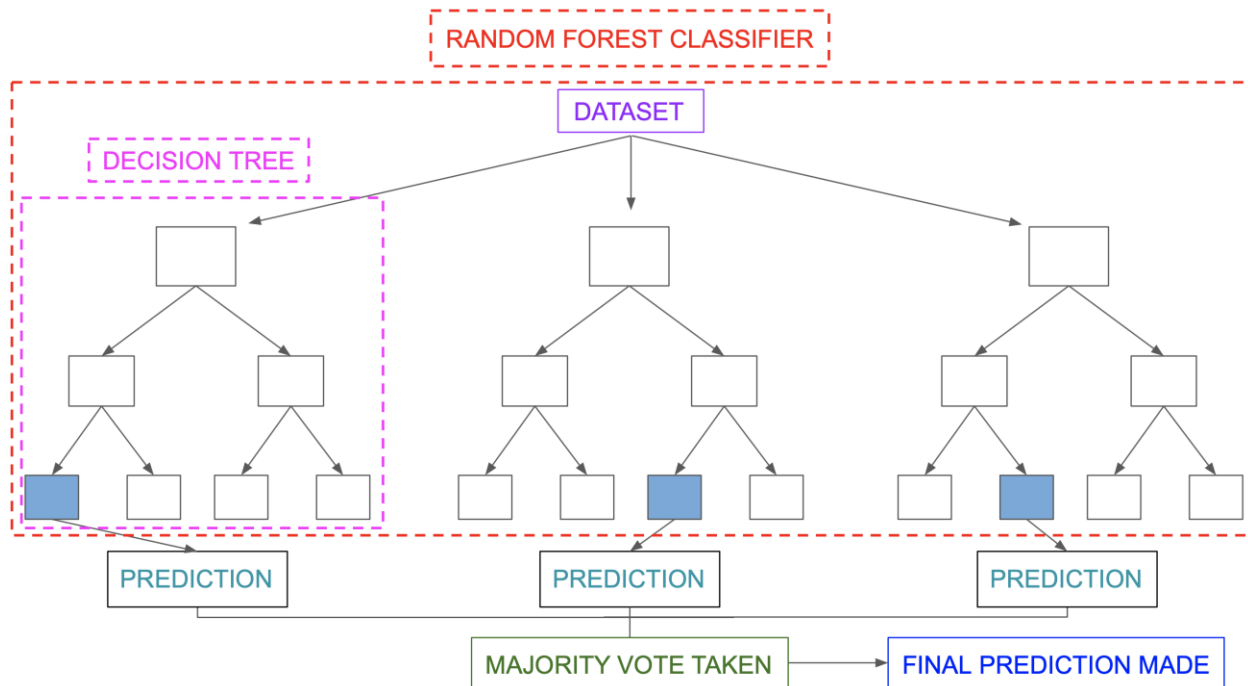 RANDOM FOREST CLASSIFIER
DATASET
DECISION TREE
PREDICTION
PREDICTION
PREDICTION
MAJORITY VOTE TAKEN
FINAL PREDICTION MADE